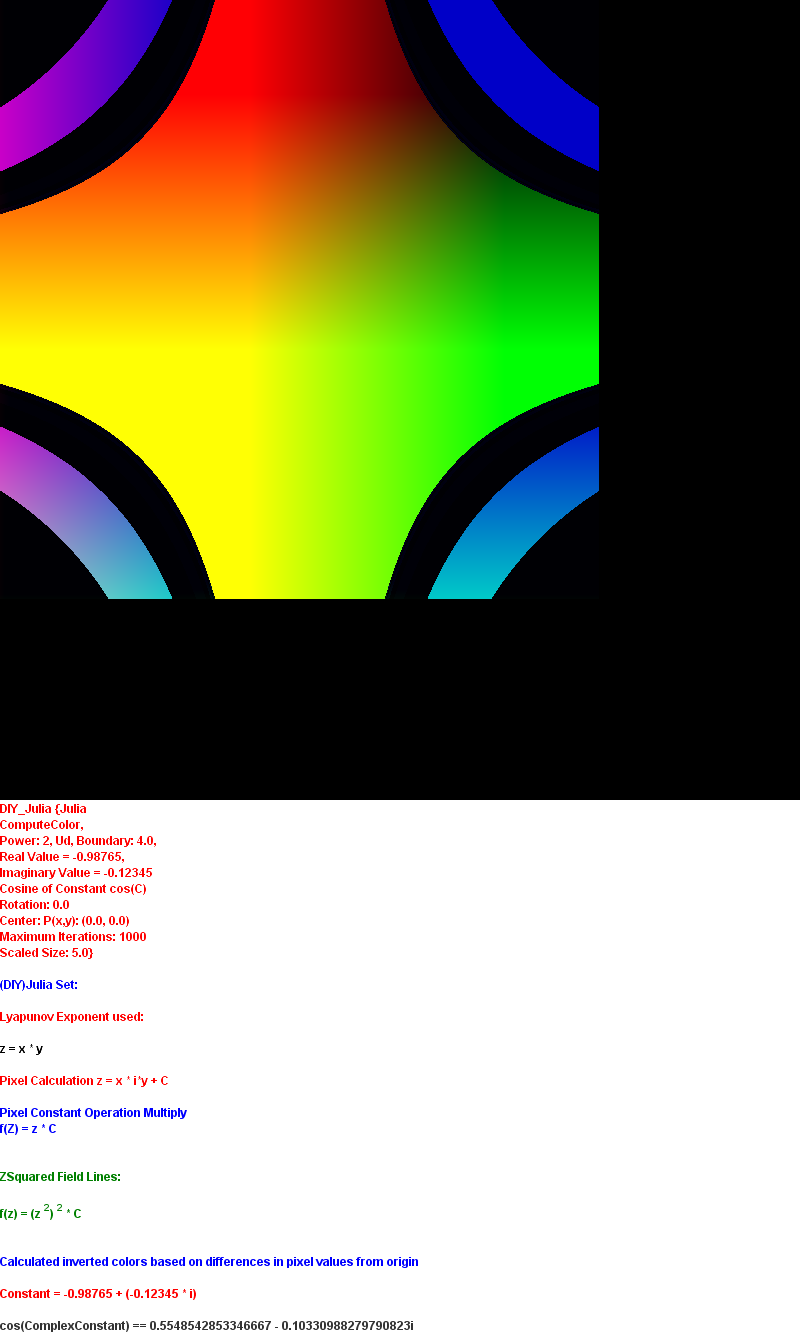 DIY_Julia {Julia
ComputeColor,
Power: 2, Ud, Boundary: 4.0,
Real Value = -0.98765,
Imaginary Value = -0.12345
Cosine of Constant cos(C)
Rotation: 0.0
Center: P(x,y): (0.0, 0.0)
Maximum Iterations: 1000
Scaled Size: 5.0}
(DIY)Julia Set:
Lyapunov Exponent used:
z = x * y
Pixel Calculation z = x * i*y + C
Pixel Constant Operation Multiply
f(Z) = z * C
ZSquared Field Lines:
f(z) = (z ²) ² * C
Calculated inverted colors based on differences in pixel values from origin
Constant = -0.98765 + (-0.12345 * i)
cos(ComplexConstant) == 0.5548542853346667 - 0.10330988279790823i